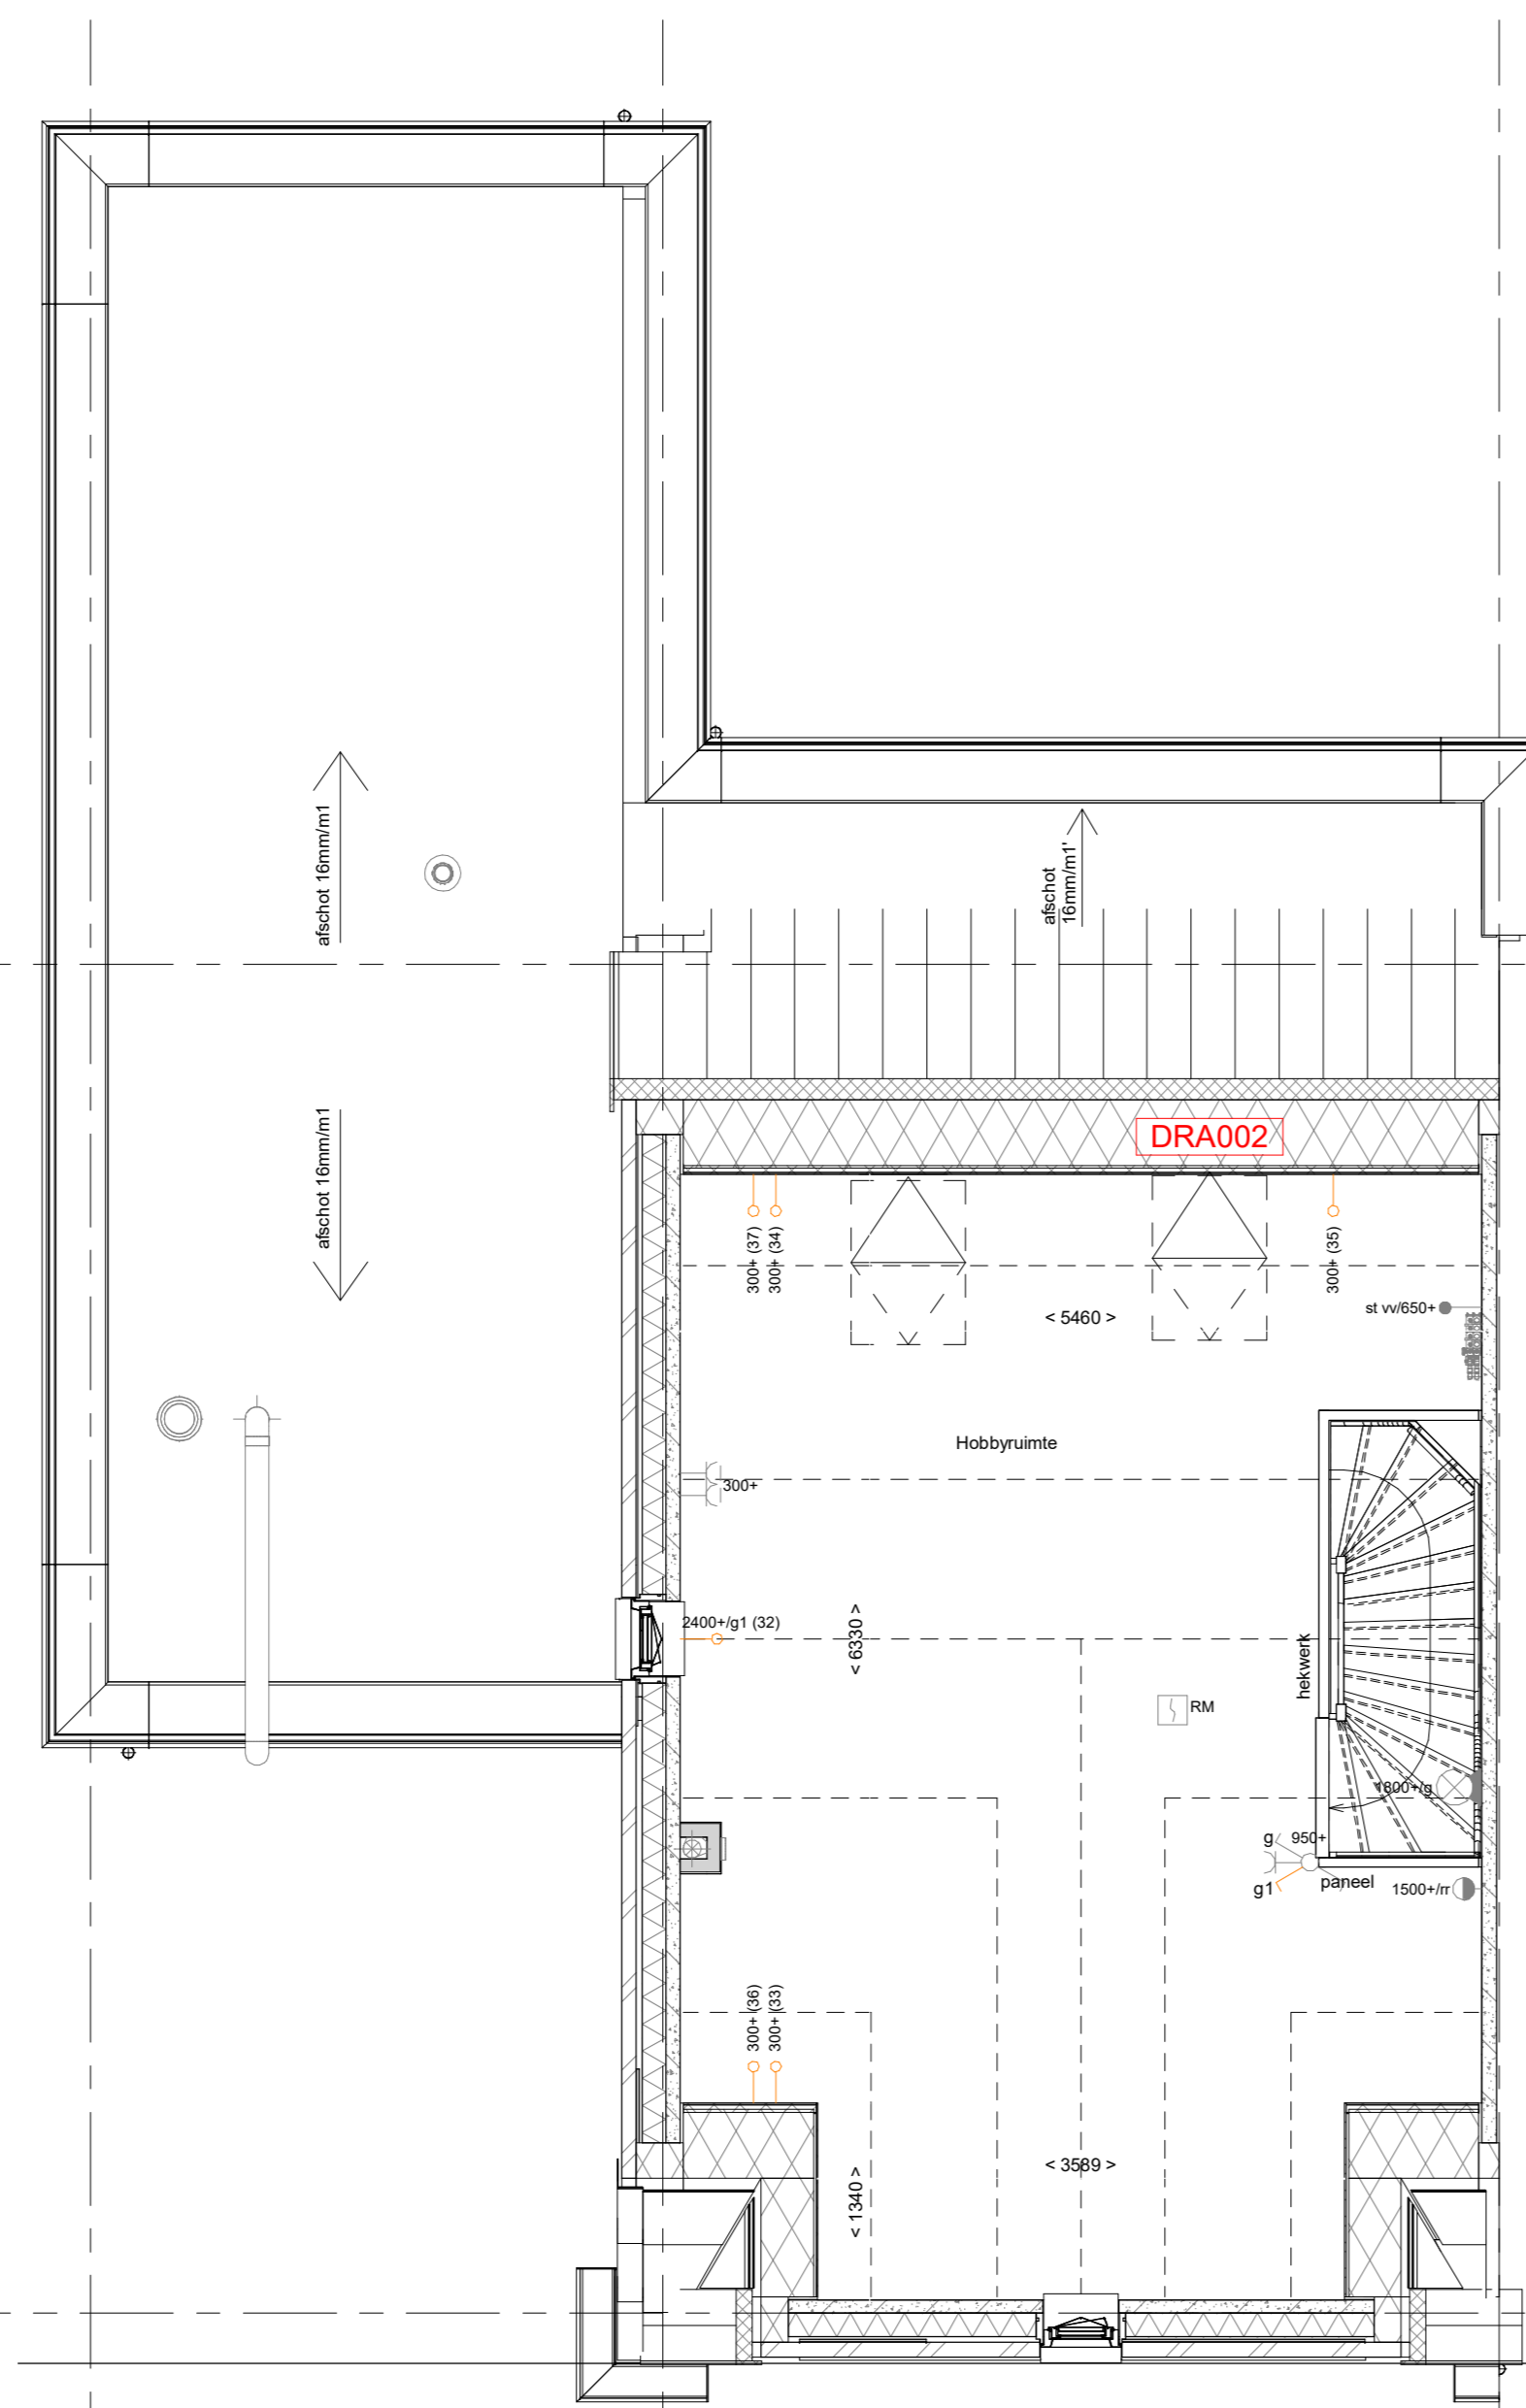 afschot 16mm/m1
afschot
16mm/m1'
afschot 16mm/m1
DRA002
300+ (37)
300+ (34)
300+ (35)
< 5460 >
st vv/650+
Hobbyruimte
300+
2400+/g1 (32)
< 6330 >
hekwerk
RM
1800+/g
g
950+
g1
paneel
1500+/rr
300+ (36)
300+ (33)
< 3589 >
< 1340 >